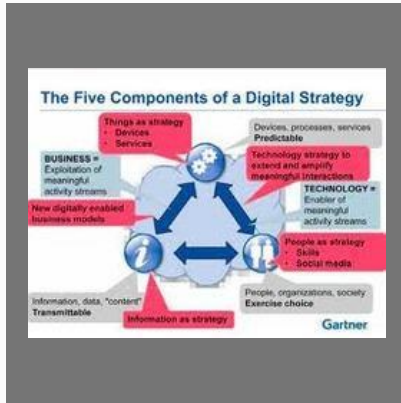 The Five Components of a Digital Strategy
Things as strategy
• Devices
• Services
Devices, processes, services
Predictable
BUSINESS =
Exploitation of
meaningful
activity streams
Technology strategy to
extend and amplify
meaningful interactions
New digitally enabled
business models
TECHNOLOGY =
Enabler of
meaningful
activity streams
People as strategy
• Skills
• Social media
Information, data, "content"
Transmittable
Information as strategy
People, organizations, society
Exercise choice
Gartner